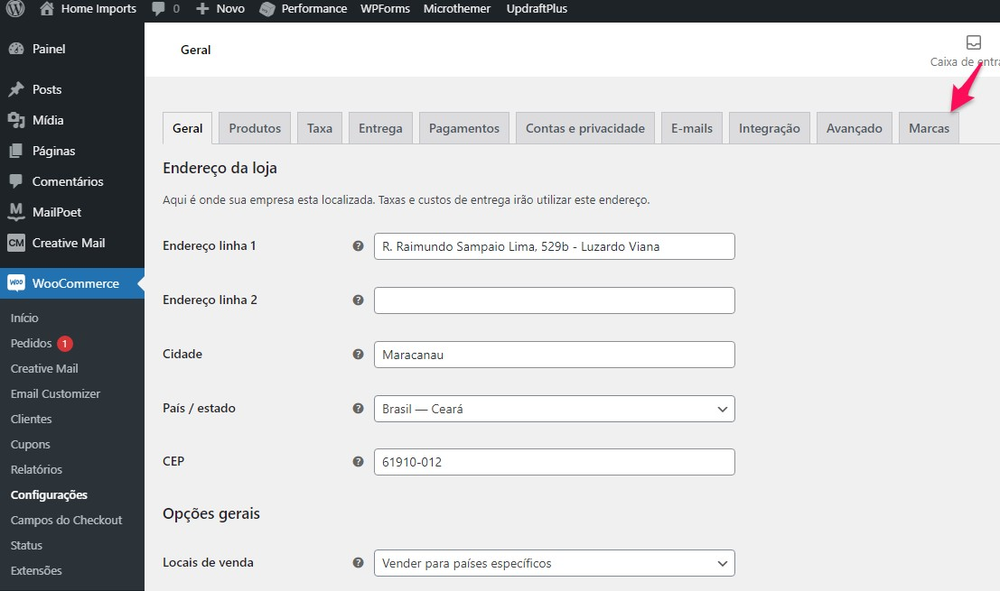 Home Imports 0 Novo Performance WPForms Microthemer UpdraftPlus
Painel
Posts
Mídia
Páginas
Comentários
MailPoet
CM Creative Mail
Woo WooCommerce
Início
Pedidos 1
Creative Mail
Email Customizer
Clientes
Cupons
Relatórios
Configurações
Campos do Checkout
Status
Extensões
Geral
Caixa de entra
Geral Produtos Taxa Entrega Pagamentos Contas e privacidade E-mails Integração Avançado Marcas
Endereço da loja
Aqui é onde sua empresa esta localizada. Taxas e custos de entrega irão utilizar este endereço.
Endereço linha 1 ? R. Raimundo Sampaio Lima, 529b - Luzardo Viana
Endereço linha 2 ?
Cidade ? Maracanau
País / estado ? Brasil — Ceará
CEP ? 61910-012
Opções gerais
Locais de venda ? Vender para países específicos